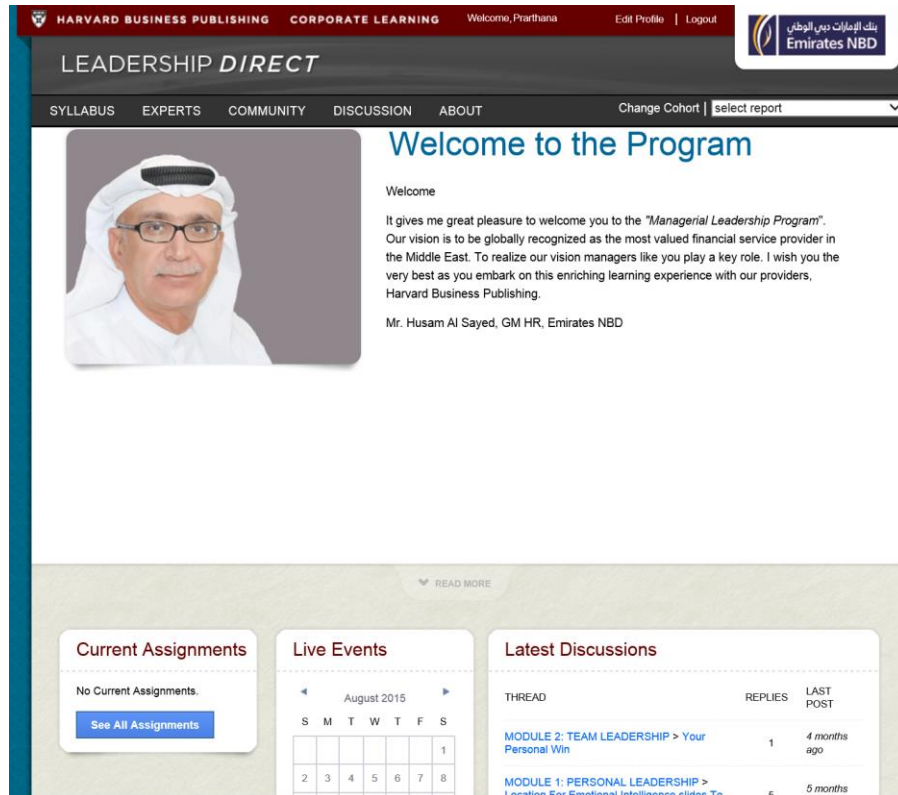 HARVARD BUSINESS PUBLISHING CORPORATE LEARNING Welcome, Prarthana Edit Profile | Logout
بنك الإمارات دبي الوطني
Emirates NBD
LEADERSHIP DIRECT
SYLLABUS EXPERTS COMMUNITY DISCUSSION ABOUT Change Cohort | select report
Welcome to the Program
Welcome
It gives me great pleasure to welcome you to the "Managerial Leadership Program".
Our vision is to be globally recognized as the most valued financial service provider in
the Middle East. To realize our vision managers like you play a key role. I wish you the
very best as you embark on this enriching learning experience with our providers,
Harvard Business Publishing.
Mr. Husam Al Sayed, GM HR, Emirates NBD
READ MORE
Current Assignments
No Current Assignments.
See All Assignments
Live Events
August 2015
S M T W T F S
1
2 3 4 5 6 7 8
Latest Discussions
THREAD REPLIES LAST
POST
MODULE 2: TEAM LEADERSHIP > Your
Personal Win
1
4 months
ago
MODULE 1: PERSONAL LEADERSHIP >
Location For Emotional Intelligence slides To
5
5 months